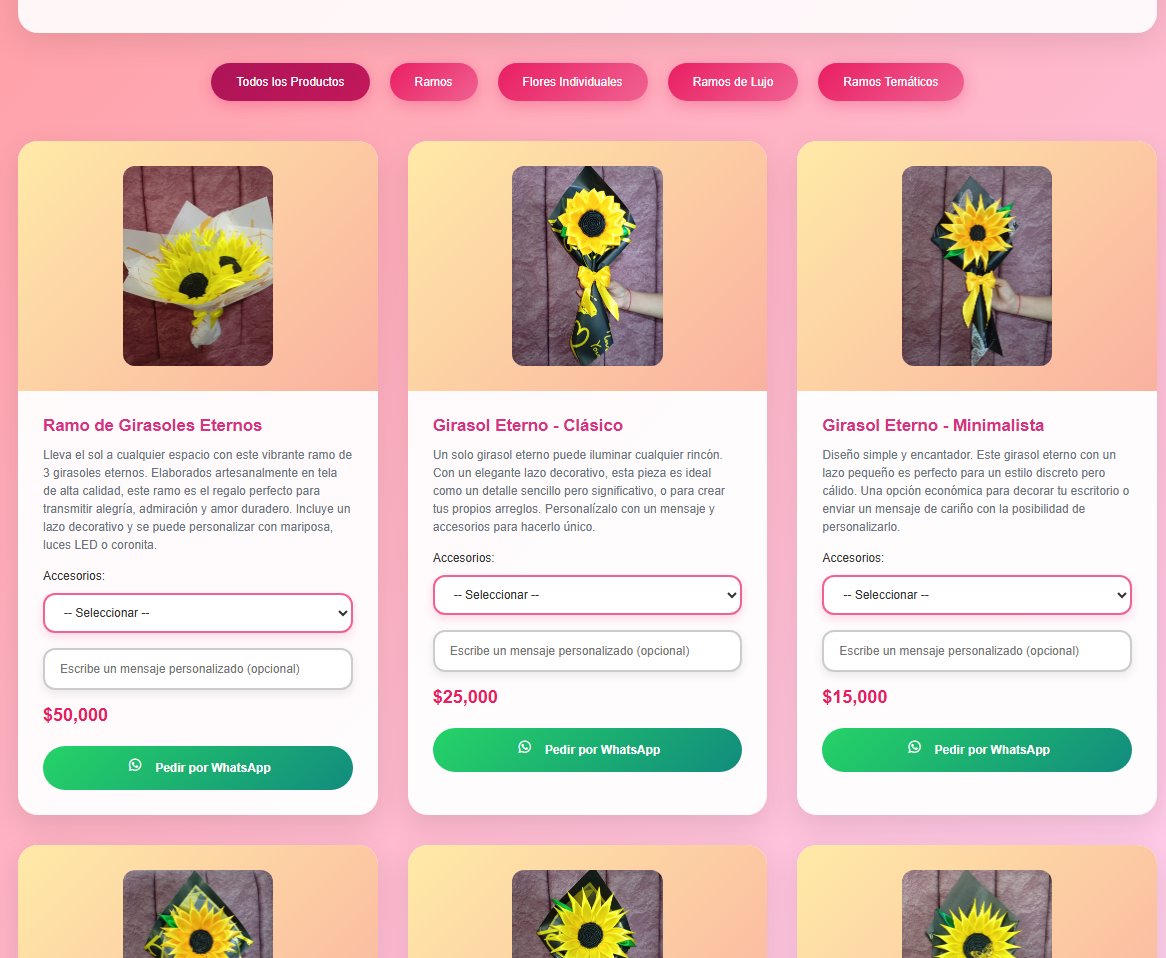 Todos los Productos
Ramos
Flores Individuales
Ramos de Lujo
Ramos Temáticos
Ramo de Girasoles Eternos
Lleva el sol a cualquier espacio con este vibrante ramo de
3 girasoles eternos. Elaborados artesanalmente en tela
de alta calidad, este ramo es el regalo perfecto para
transmitir alegría, admiración y amor duradero. Incluye un
lazo decorativo y se puede personalizar con mariposa,
luces LED o coronita.
Accesorios:
-- Seleccionar --
Escribe un mensaje personalizado (opcional)
$50,000
Pedir por WhatsApp
Girasol Eterno - Clásico
Un solo girasol eterno puede iluminar cualquier rincón.
Con un elegante lazo decorativo, esta pieza es ideal
como un detalle sencillo pero significativo, o para crear
tus propios arreglos. Personalízalo con un mensaje y
accesorios para hacerlo único.
Accesorios:
-- Seleccionar --
Escribe un mensaje personalizado (opcional)
$25,000
Pedir por WhatsApp
Girasol Eterno - Minimalista
Diseño simple y encantador. Este girasol eterno con un
lazo pequeño es perfecto para un estilo discreto pero
cálido. Una opción económica para decorar tu escritorio o
enviar un mensaje de cariño con la posibilidad de
personalizarlo.
Accesorios:
-- Seleccionar --
Escribe un mensaje personalizado (opcional)
$15,000
Pedir por WhatsApp